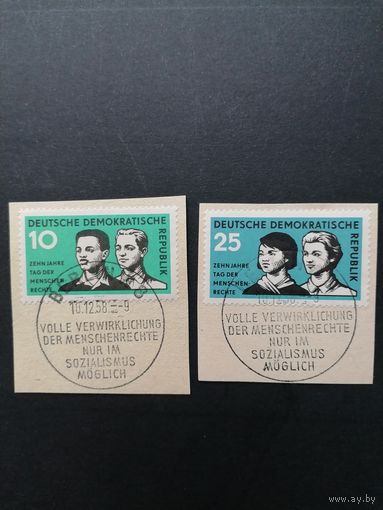 DEUTSCHE DEMOKRATISCHE
REPUBLIK
10
ZEHN JAHRE
TAG DER
MENSCHEN-
RECHTE
10.12.58 -9
VOLLE VERWIRKLICHUNG
DER MENSCHENRECHTE
NUR IM
SOZIALISMUS
MÖGLICH
DEUTSCHE DEMOKRATISCHE
REPUBLIK
25
ZEHN JAHRE
TAG DER
MENSCHEN-
RECHTE
VOLLE VERWIRKLICHUNG
DER MENSCHENRECHTE
NUR IM
SOZIALISMUS
MÖGLICH
av.by